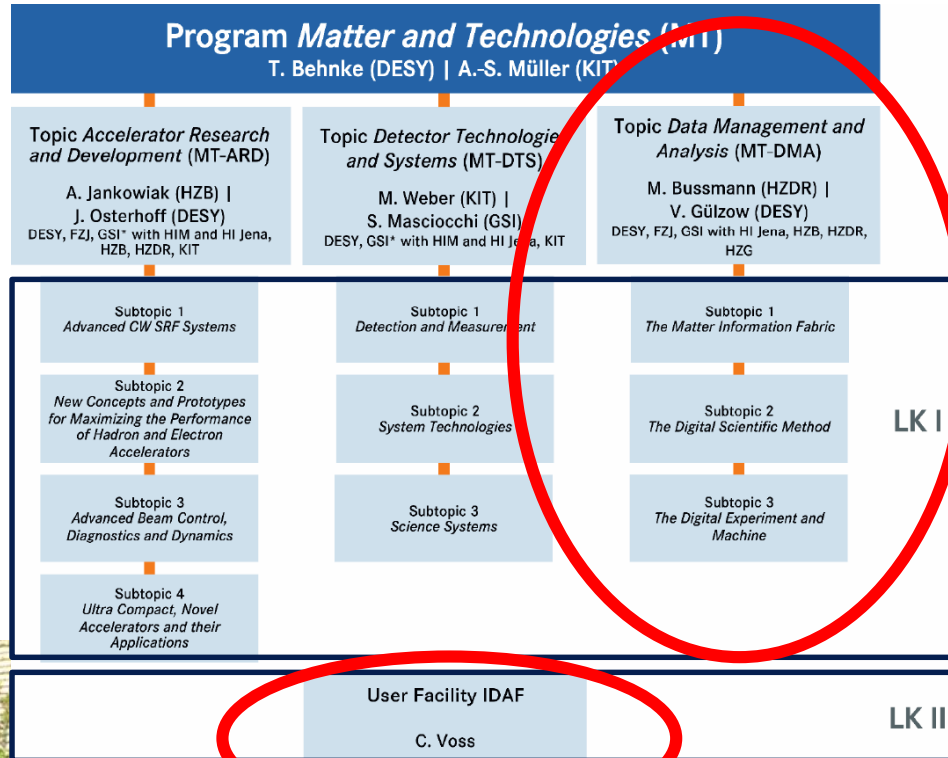 Program Matter and Technologies (MT)
T. Behnke (DESY) | A.-S. Müller (KIT)
Topic Accelerator Research
and Development (MT-ARD)
A. Jankowiak (HZB) |
J. Osterhoff (DESY)
DESY, FZJ, GSI* with HIM and HI Jena,
HZB, HZDR, KIT
Topic Detector Technologies
and Systems (MT-DTS)
M. Weber (KIT) |
S. Masciocchi (GSI)
DESY, GSI* with HIM and HI Jena, KIT
Topic Data Management and
Analysis (MT-DMA)
M. Bussmann (HZDR) |
V. Gülzow (DESY)
DESY, FZJ, GSI with HI Jena, HZB, HZDR,
HZG
Subtopic 1
Advanced CW SRF Systems
Subtopic 2
New Concepts and Prototypes
for Maximizing the Performance
of Hadron and Electron
Accelerators
Subtopic 3
Advanced Beam Control,
Diagnostics and Dynamics
Subtopic 4
Ultra Compact, Novel
Accelerators and their
Applications
Subtopic 1
Detection and Measurement
Subtopic 2
System Technologies
Subtopic 3
Science Systems
Subtopic 1
The Matter Information Fabric
Subtopic 2
The Digital Scientific Method
Subtopic 3
The Digital Experiment and
Machine
LK I
User Facility IDAF
C. Voss
LK II